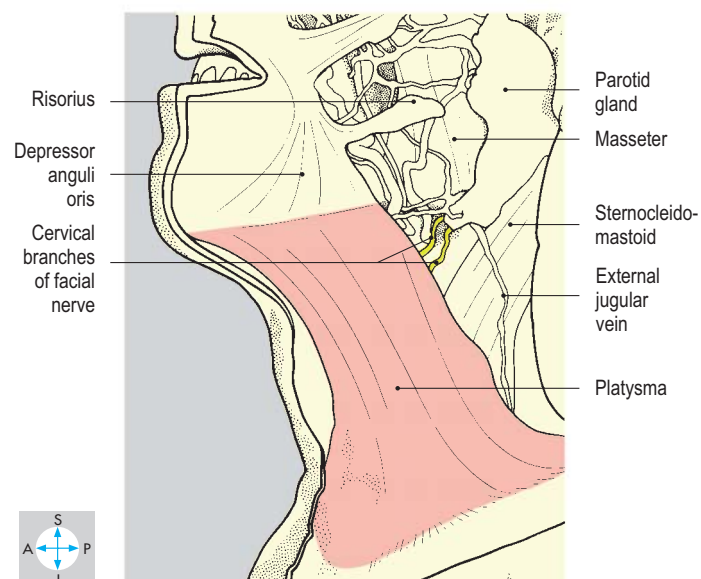 Risorius
Depressor
anguli
oris
Cervical
branches
of facial
nerve
Parotid
gland
Masseter
Sternocleido-
mastoid
External
jugular
vein
Platysma
S
A
P